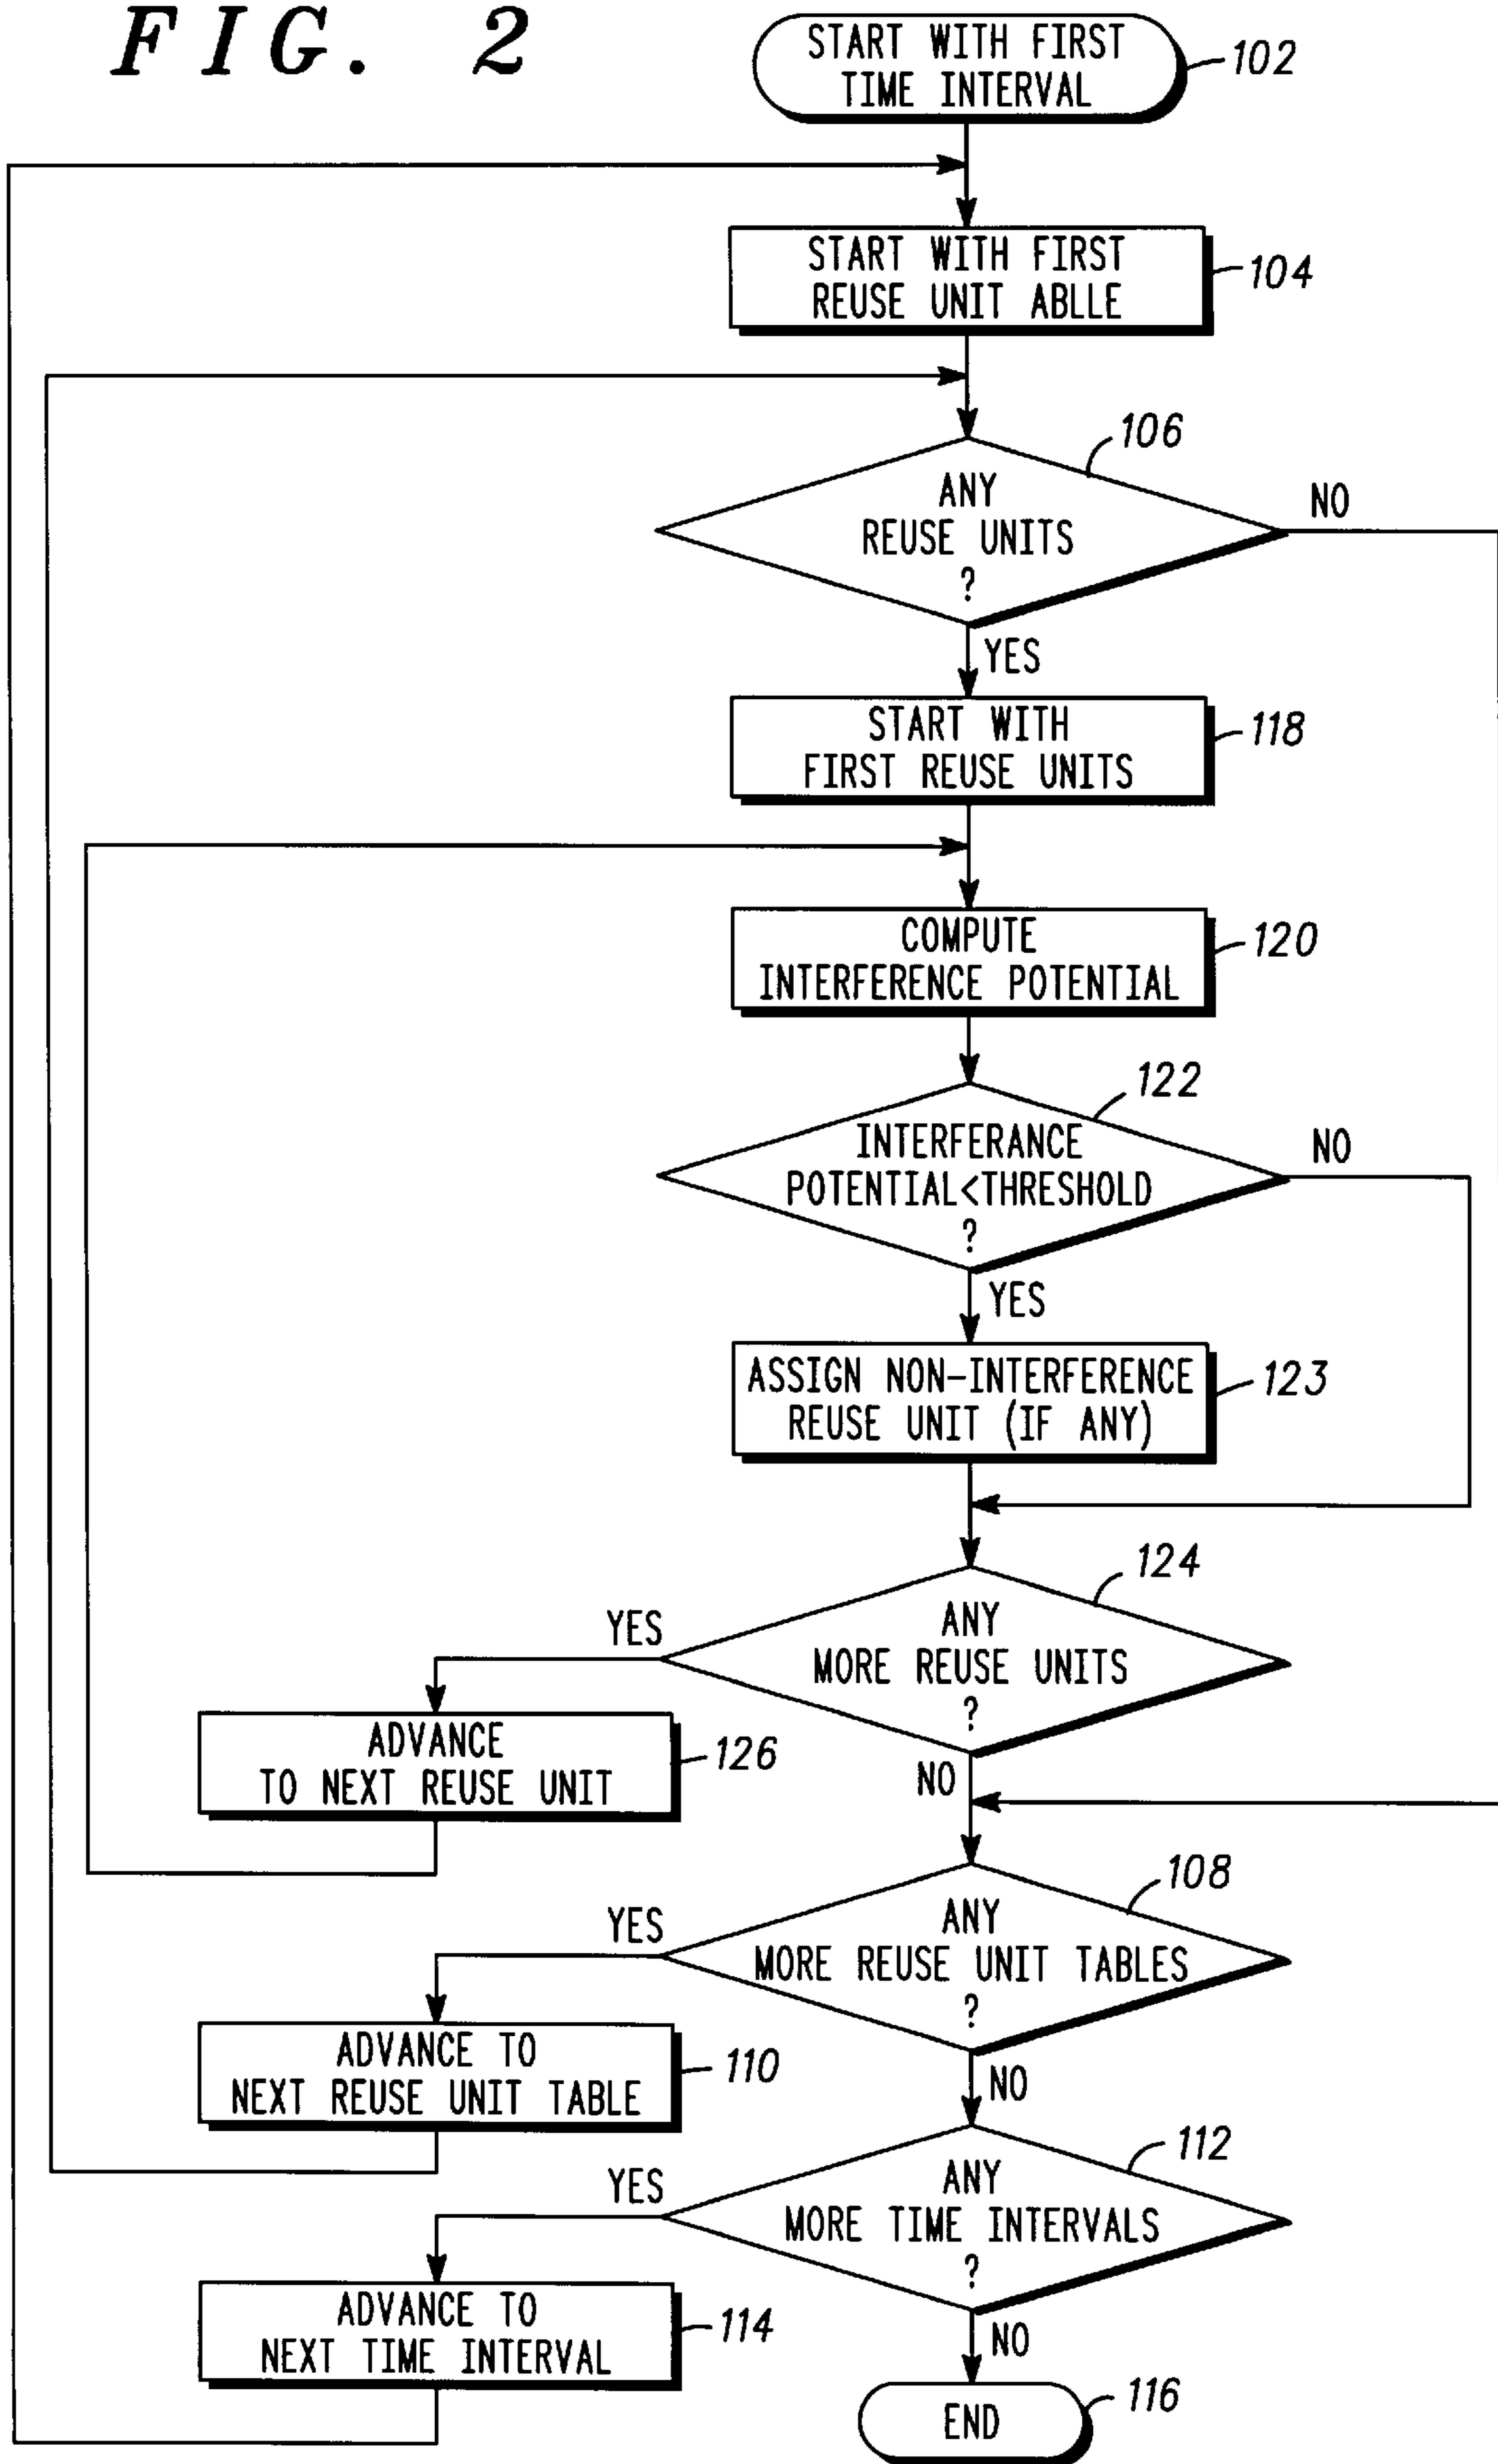 FIG. 2
START WITH FIRST
TIME INTERVAL
102
START WITH FIRST
REUSE UNIT ABLLE
104
106
ANY
REUSE UNITS
?
NO
YES
START WITH
FIRST REUSE UNITS
118
COMPUTE
INTERFERENCE POTENTIAL
120
122
INTERFERANCE
POTENTIAL<THRESHOLD
?
NO
YES
ASSIGN NON-INTERFERENCE
REUSE UNIT (IF ANY)
123
124
ANY
MORE REUSE UNITS
?
YES
ADVANCE
TO NEXT REUSE UNIT
126
NO
108
ANY
MORE REUSE UNIT TABLES
?
YES
ADVANCE TO
NEXT REUSE UNIT TABLE
110
NO
112
ANY
MORE TIME INTERVALS
?
YES
ADVANCE TO
NEXT TIME INTERVAL
114
NO
END
116